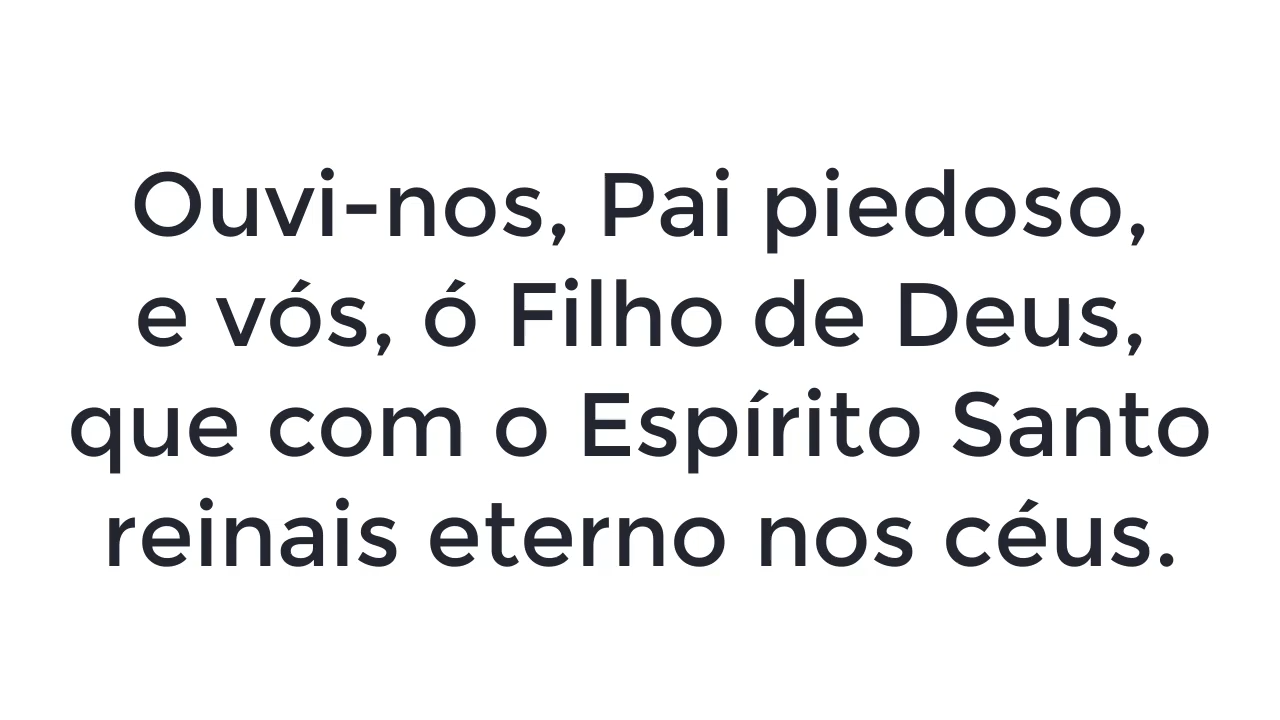 Ouvi-nos, Pai piedoso,
e vós, ó Filho de Deus,
que com o Espírito Santo
reinais eterno nos céus.